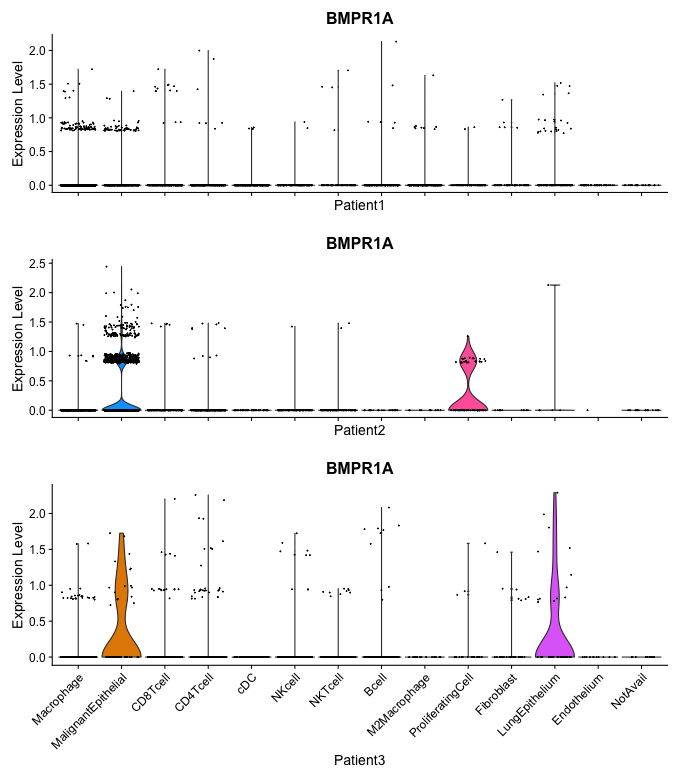 BMPR1A
Expression Level
2.0
1.5
1.0
0.5
0.0
Patient1
BMPR1A
Expression Level
2.5
2.0
1.5
1.0
0.5
0.0
Patient2
BMPR1A
Expression Level
2.0
1.5
1.0
0.5
0.0
Macrophage
MalignantEpithelial
CD8Tcell
CD4Tcell
cDC
NKcell
NKTcell
Bcell
M2Macrophage
ProliferatingCell
Fibroblast
LungEpithelium
Endothelium
NotAvail
Patient3